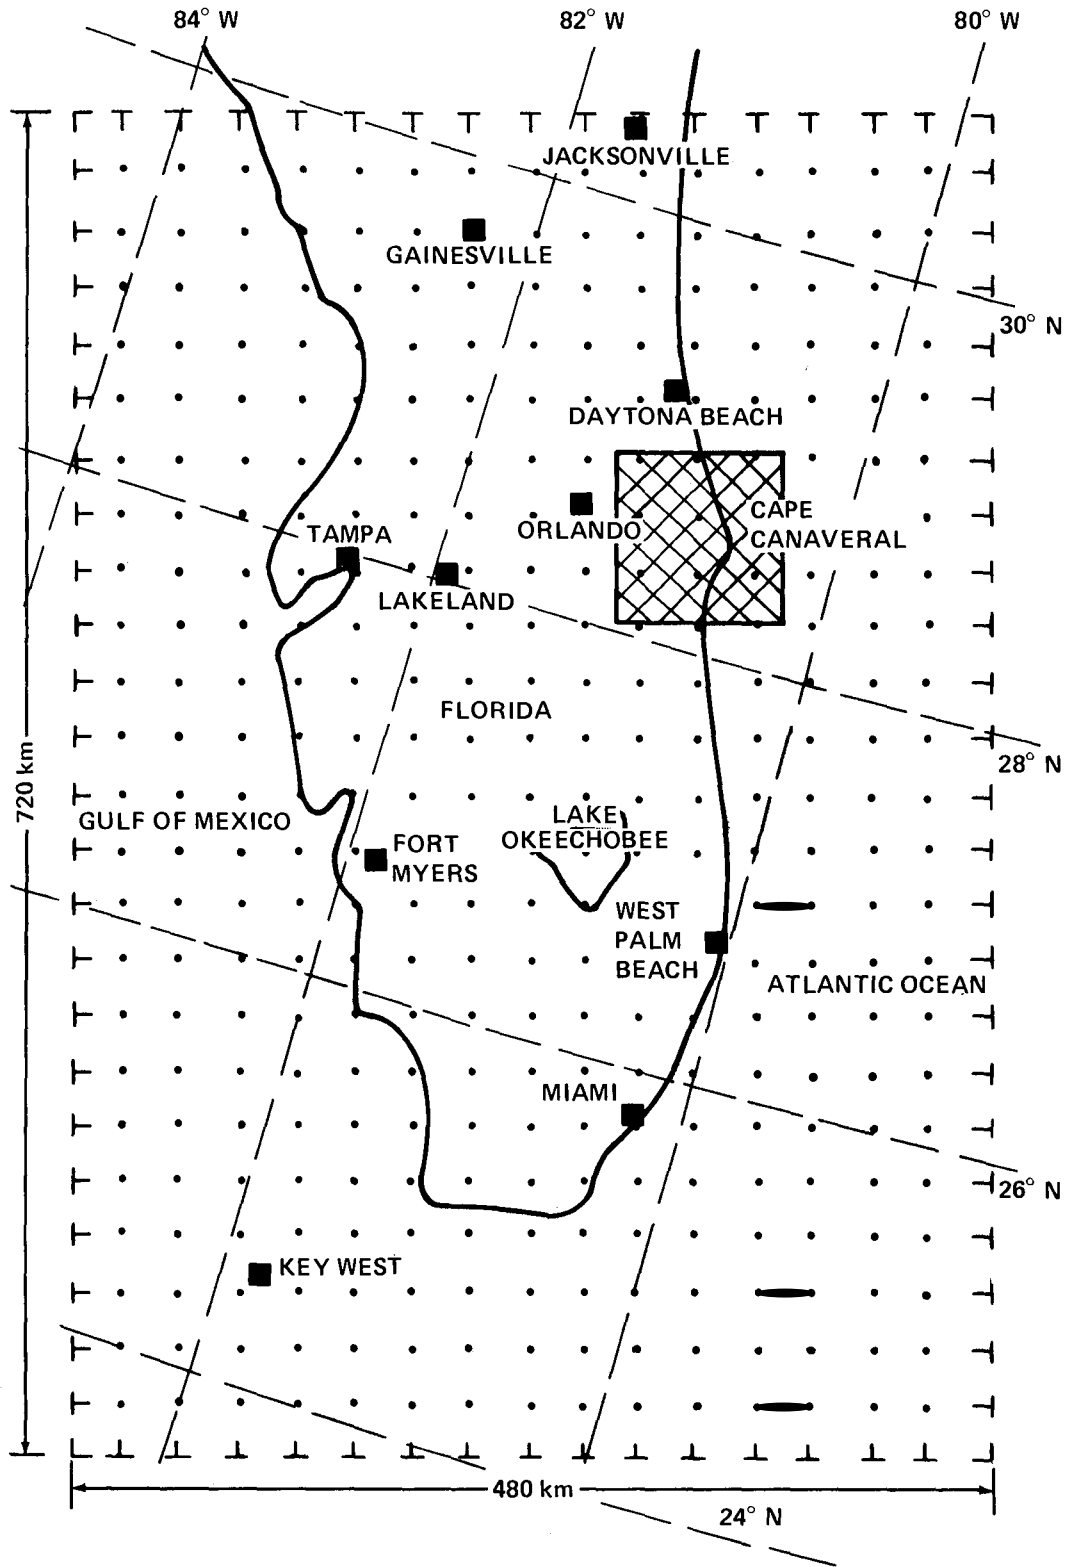 84° W
82° W
80° W
JACKSONVILLE
GAINESVILLE
30° N
DAYTONA BEACH
CAPE
CANAVERAL
ORLANDO
TAMPA
LAKELAND
FLORIDA
28° N
720 km
GULF OF MEXICO
LAKE
OKEECHOBEE
FORT
MYERS
WEST
PALM
BEACH
ATLANTIC OCEAN
MIAMI
26° N
KEY WEST
480 km
24° N